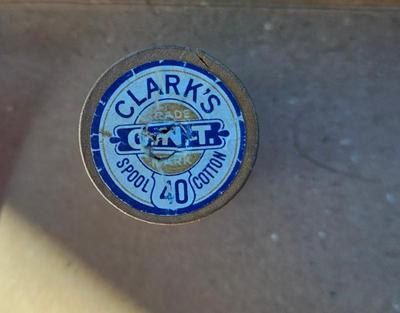 CLARK'S
TRADE
O.N.T.
MARK
SPOOL 40 COTTON